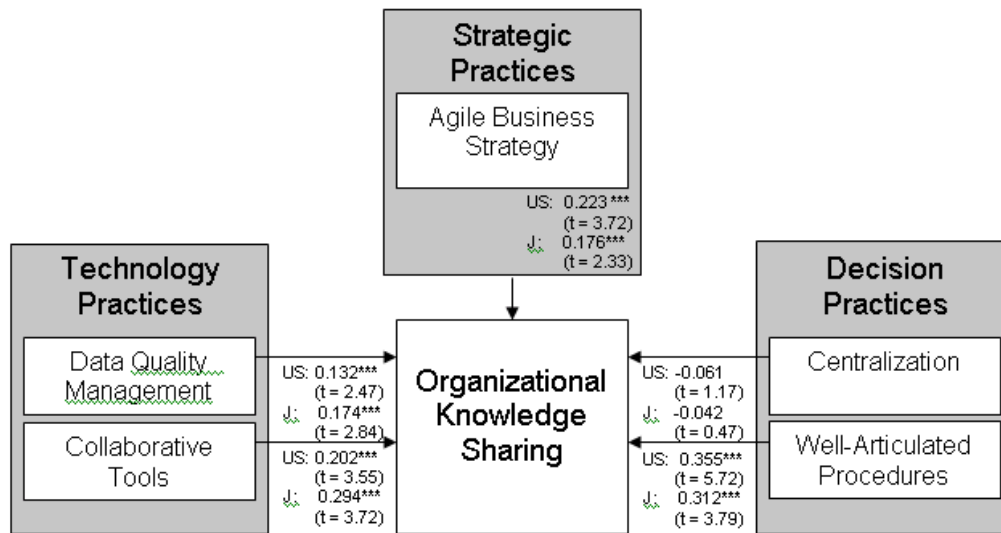 Strategic
Practices
Agile Business
Strategy
US: 0.223***
(t = 3.72)
J: 0.176***
(t = 2.33)
Technology
Practices
Data Quality
Management
Collaborative
Tools
US: 0.132***
(t = 2.47)
J: 0.174***
(t = 2.84)
US: 0.202***
(t = 3.55)
J: 0.294***
(t = 3.72)
Organizational
Knowledge
Sharing
US: -0.061
(t = 1.17)
J: -0.042
(t = 0.47)
US: 0.355***
(t = 5.72)
J: 0.312***
(t = 3.79)
Decision
Practices
Centralization
Well-Articulated
Procedures